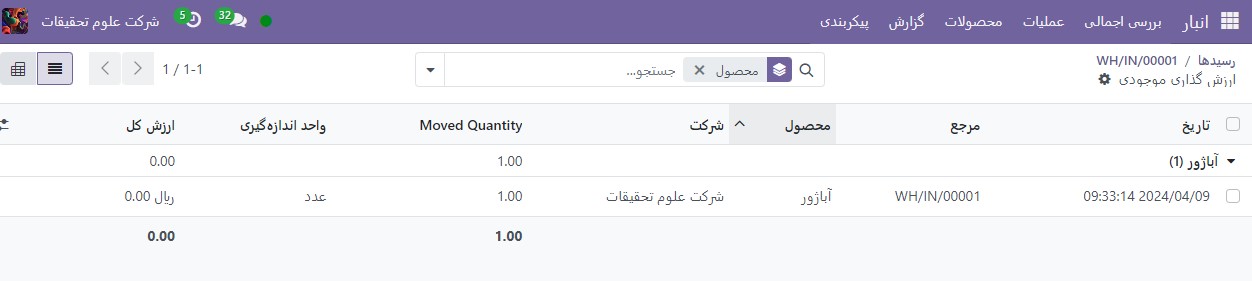 انبار بررسی اجمالی عملیات محصولات گزارش پیکربندی 32 5 شرکت علوم تحقیقات
رسیدها / WH/IN/00001
ارزش گذاری موجودی
محصول جستجو...
1-1 / 1
تاریخ مرجع محصول شرکت Moved Quantity واحد اندازه‌گیری ارزش کل
آباژور (1) 1.00 0.00
2024/04/09 09:33:14 WH/IN/00001 آباژور شرکت علوم تحقیقات 1.00 عدد ریال 0.00
1.00 0.00